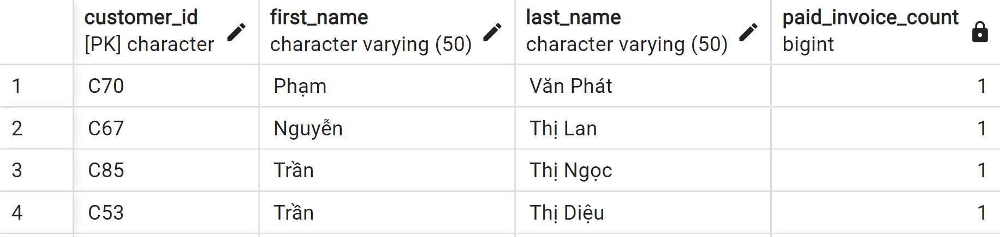 customer_id first_name last_name paid_invoice_count
[PK] character character varying (50) character varying (50) bigint
1 C70 Phạm Văn Phát 1
2 C67 Nguyễn Thị Lan 1
3 C85 Trần Thị Ngọc 1
4 C53 Trần Thị Diệu 1